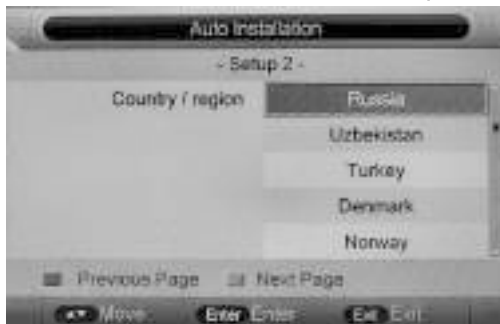 Auto Installation
- Setup 2 -
Country / region
Russia
Uzbekistan
Turkey
Denmark
Norway
Previous Page Next Page
Move Enter Enter Exit Exit